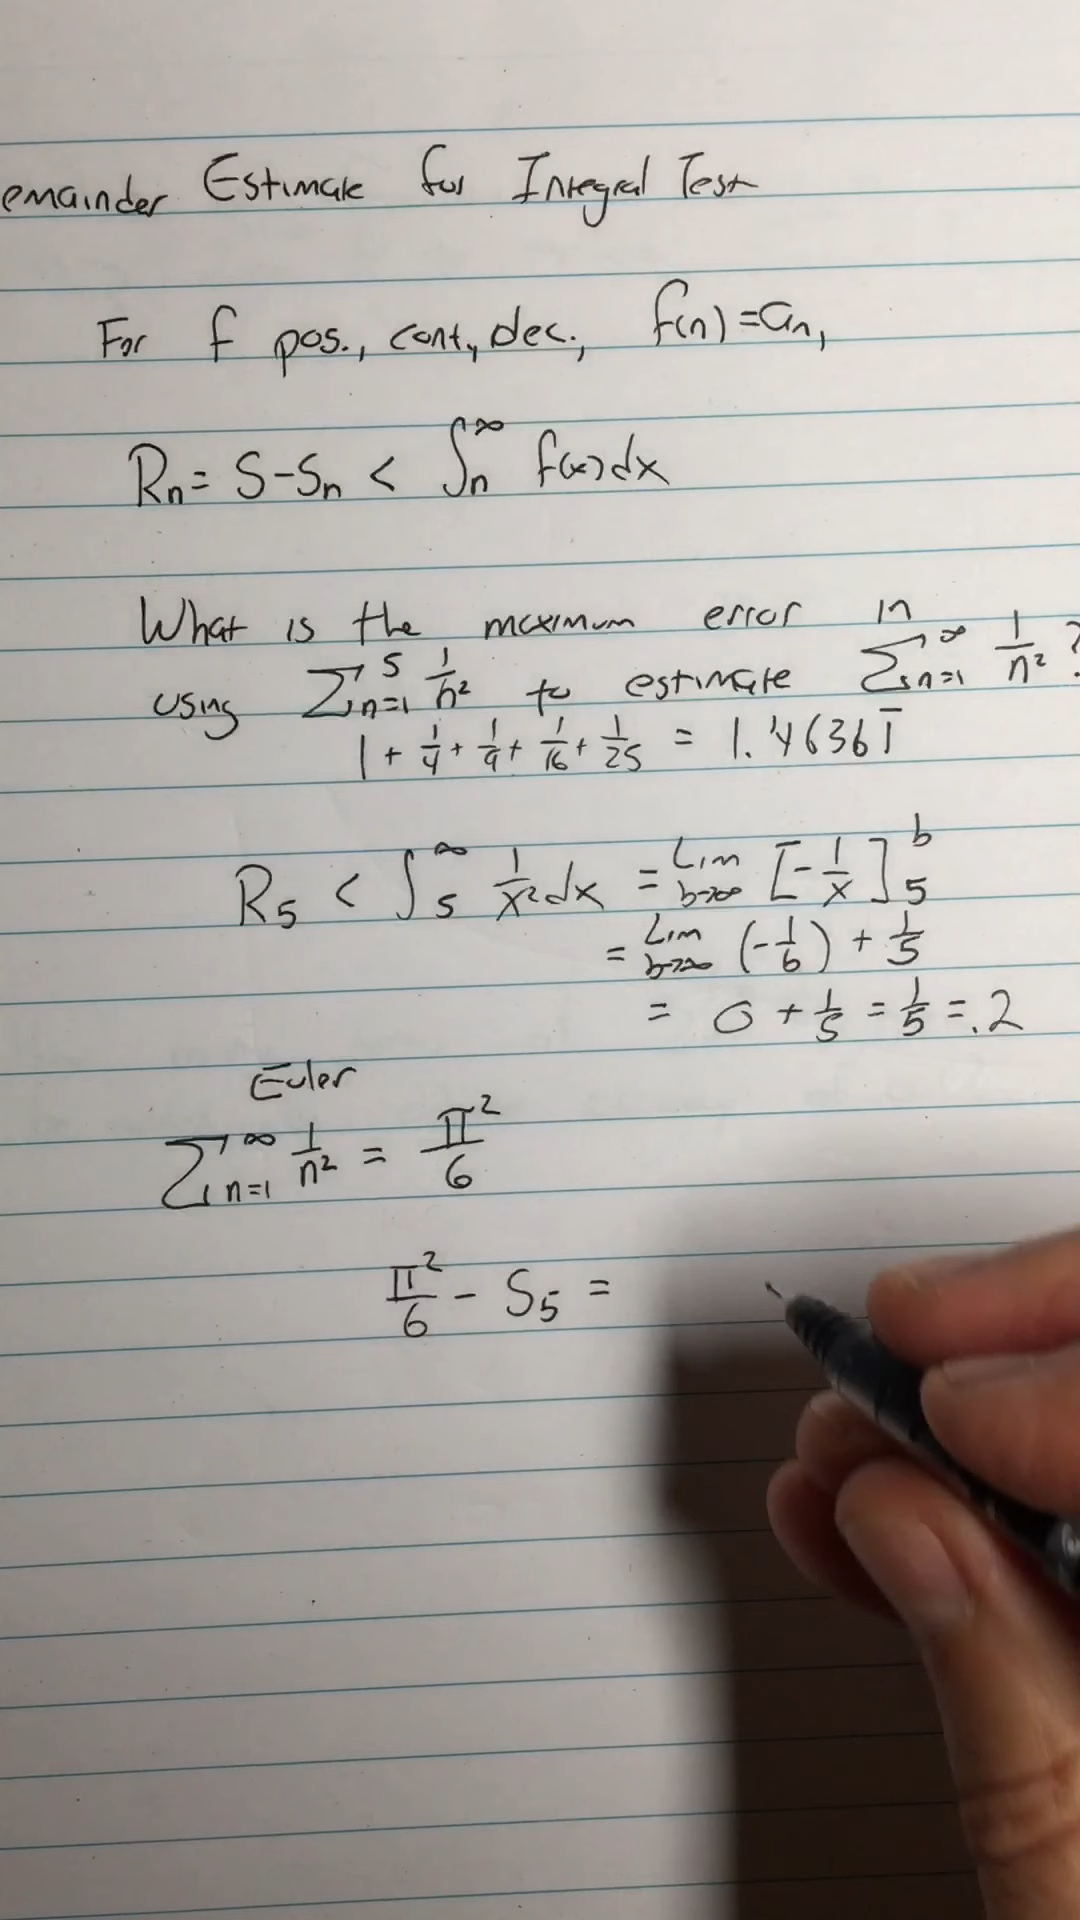 emainder Estimate for Integral Test
For f pos., cont., dec., f(n)=aₙ,
Rₙ = S-Sₙ < ∫ₙ^∞ f(x)dx
What is the maximum error in
using ∑ₙ₌₁⁵ 1/n² to estimate ∑ₙ₌₁^∞ 1/n² ?
1 + 1/4 + 1/9 + 1/16 + 1/25 = 1.46361̅
R₅ < ∫₅^∞ 1/x² dx = Lim b→∞ [-1/x]₅^b
= Lim b→∞ (-1/b) + 1/5
= 0 + 1/5 = 1/5 = .2
Euler
∑ₙ₌₁^∞ 1/n² = π²/6
π²/6 - S₅ =